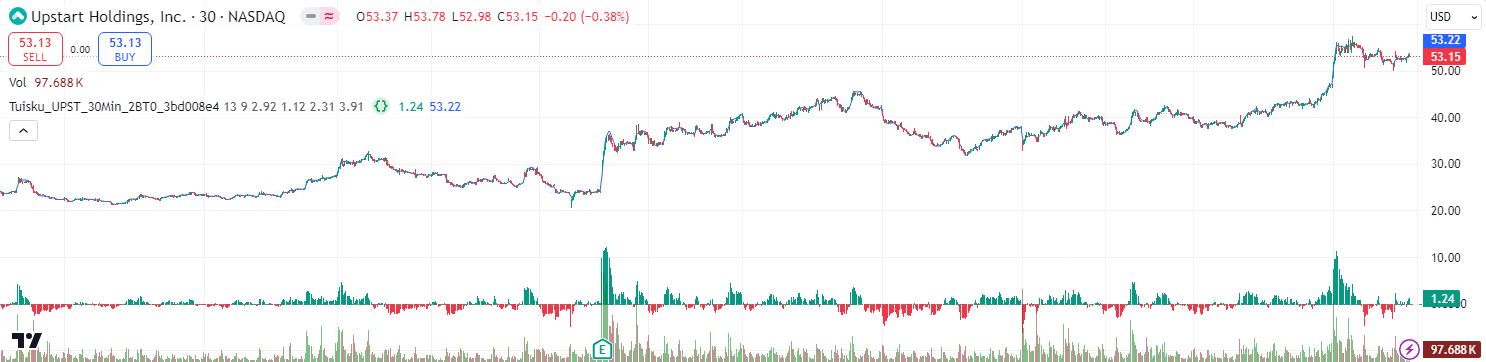 Upstart Holdings, Inc. · 30 · NASDAQ O53.37 H53.78 L52.98 C53.15 −0.20 (−0.38%) USD
53.13 SELL 0.00 53.13 BUY
Vol 97.688K
Tuisku_UPST_30Min_2BT0_3bd008e4 13 9 2.92 1.12 2.31 3.91 {} 1.24 53.22
53.22
53.15
50.00
40.00
30.00
20.00
10.00
1.24
E
97.688K